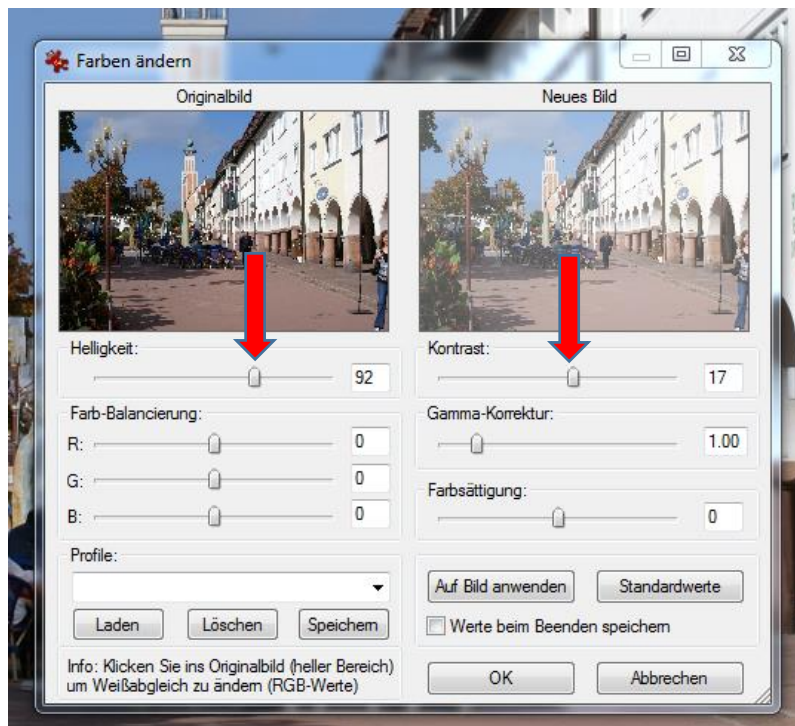 Farben ändern
Originalbild
Neues Bild
Helligkeit:
92
Kontrast:
17
Farb-Balancierung:
R:
0
G:
0
B:
0
Gamma-Korrektur:
1.00
Farbsättigung:
0
Profile:
Laden
Löschen
Speichern
Auf Bild anwenden
Standardwerte
Werte beim Beenden speichern
Info: Klicken Sie ins Originalbild (heller Bereich)
um Weißabgleich zu ändern (RGB-Werte)
OK
Abbrechen